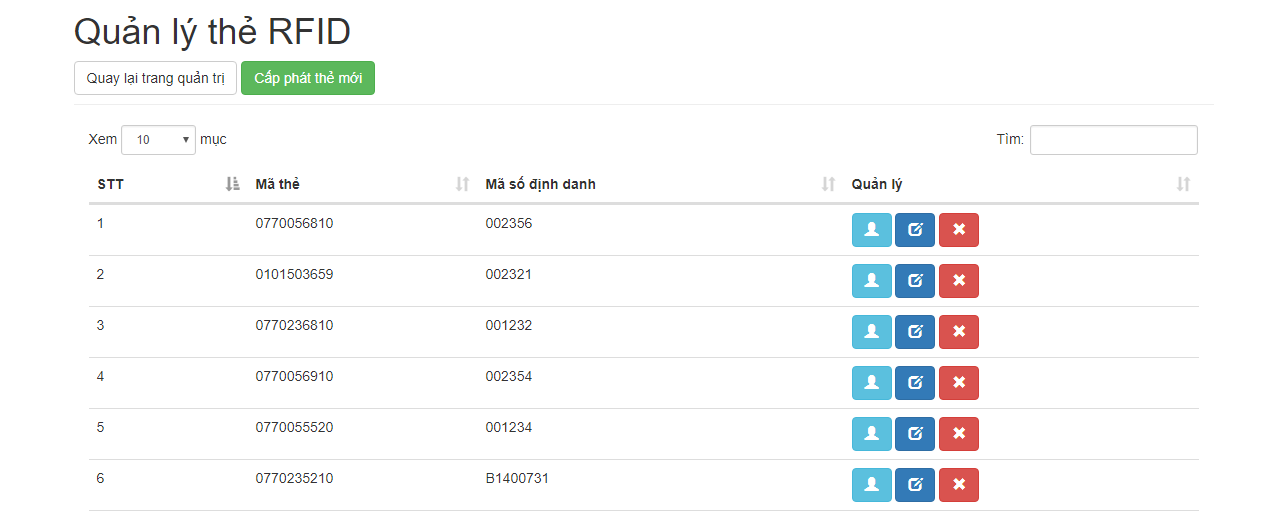 Quản lý thẻ RFID
Quay lại trang quản trị Cấp phát thẻ mới
Xem 10 mục Tìm:
STT Mã thẻ Mã số định danh Quản lý
1 0770056810 002356
2 0101503659 002321
3 0770236810 001232
4 0770056910 002354
5 0770055520 001234
6 0770235210 B1400731